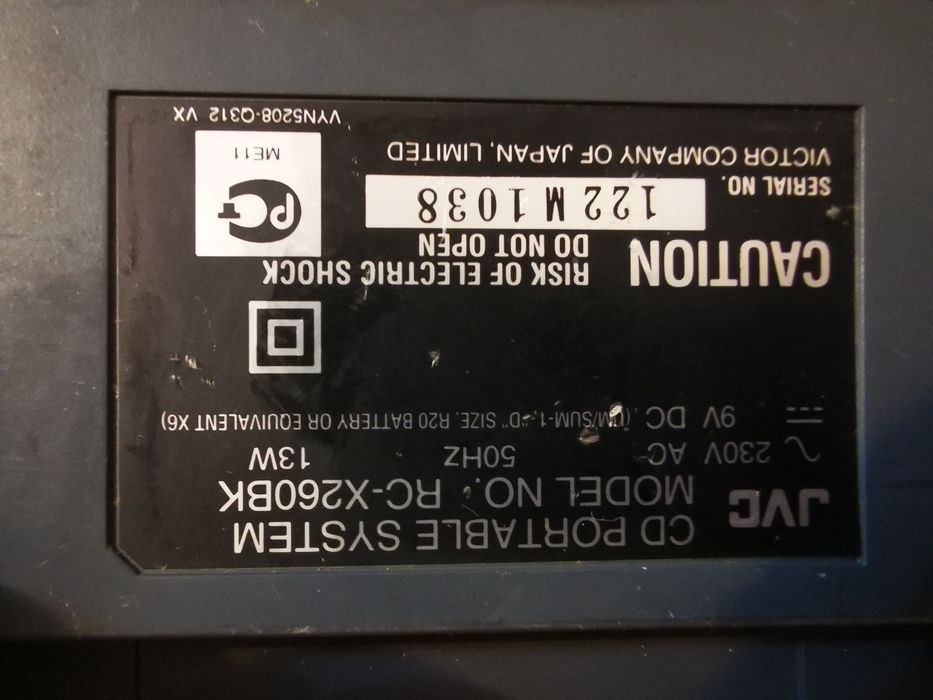 JVC
CD PORTABLE SYSTEM
MODEL NO. RC-X260BK
230V AC 50HZ 13W
9V DC (UM/SUM-1, "D" SIZE, R20 BATTERY OR EQUIVALENT X6)
CAUTION
RISK OF ELECTRIC SHOCK
DO NOT OPEN
SERIAL NO. 122M1038
VICTOR COMPANY OF JAPAN, LIMITED
PCT
ME11
VYN5208-Q312 VX